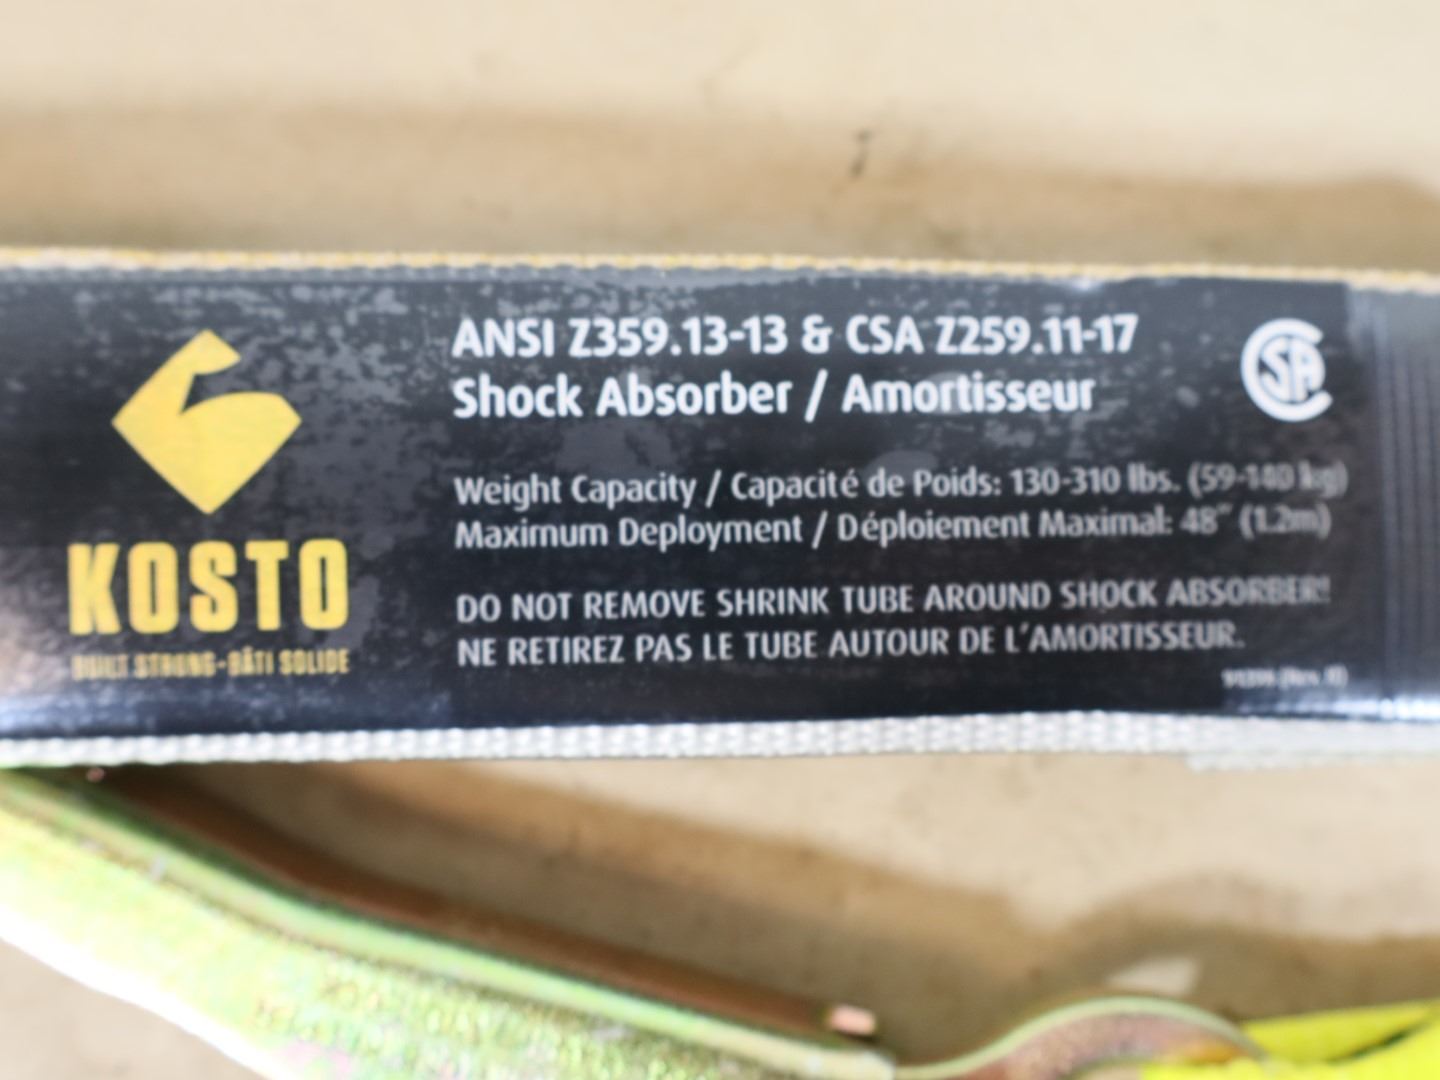 ANSI Z359.13-13 & CSA Z259.11-17
Shock Absorber / Amortisseur
CSA
Weight Capacity / Capacité de Poids: 130-310 lbs. (59-140 kg)
Maximum Deployment / Déploiement Maximal: 48" (1.2m)
DO NOT REMOVE SHRINK TUBE AROUND SHOCK ABSORBER!
NE RETIREZ PAS LE TUBE AUTOUR DE L'AMORTISSEUR.
KOSTO
BUILT STRONG-BÂTI SOLIDE